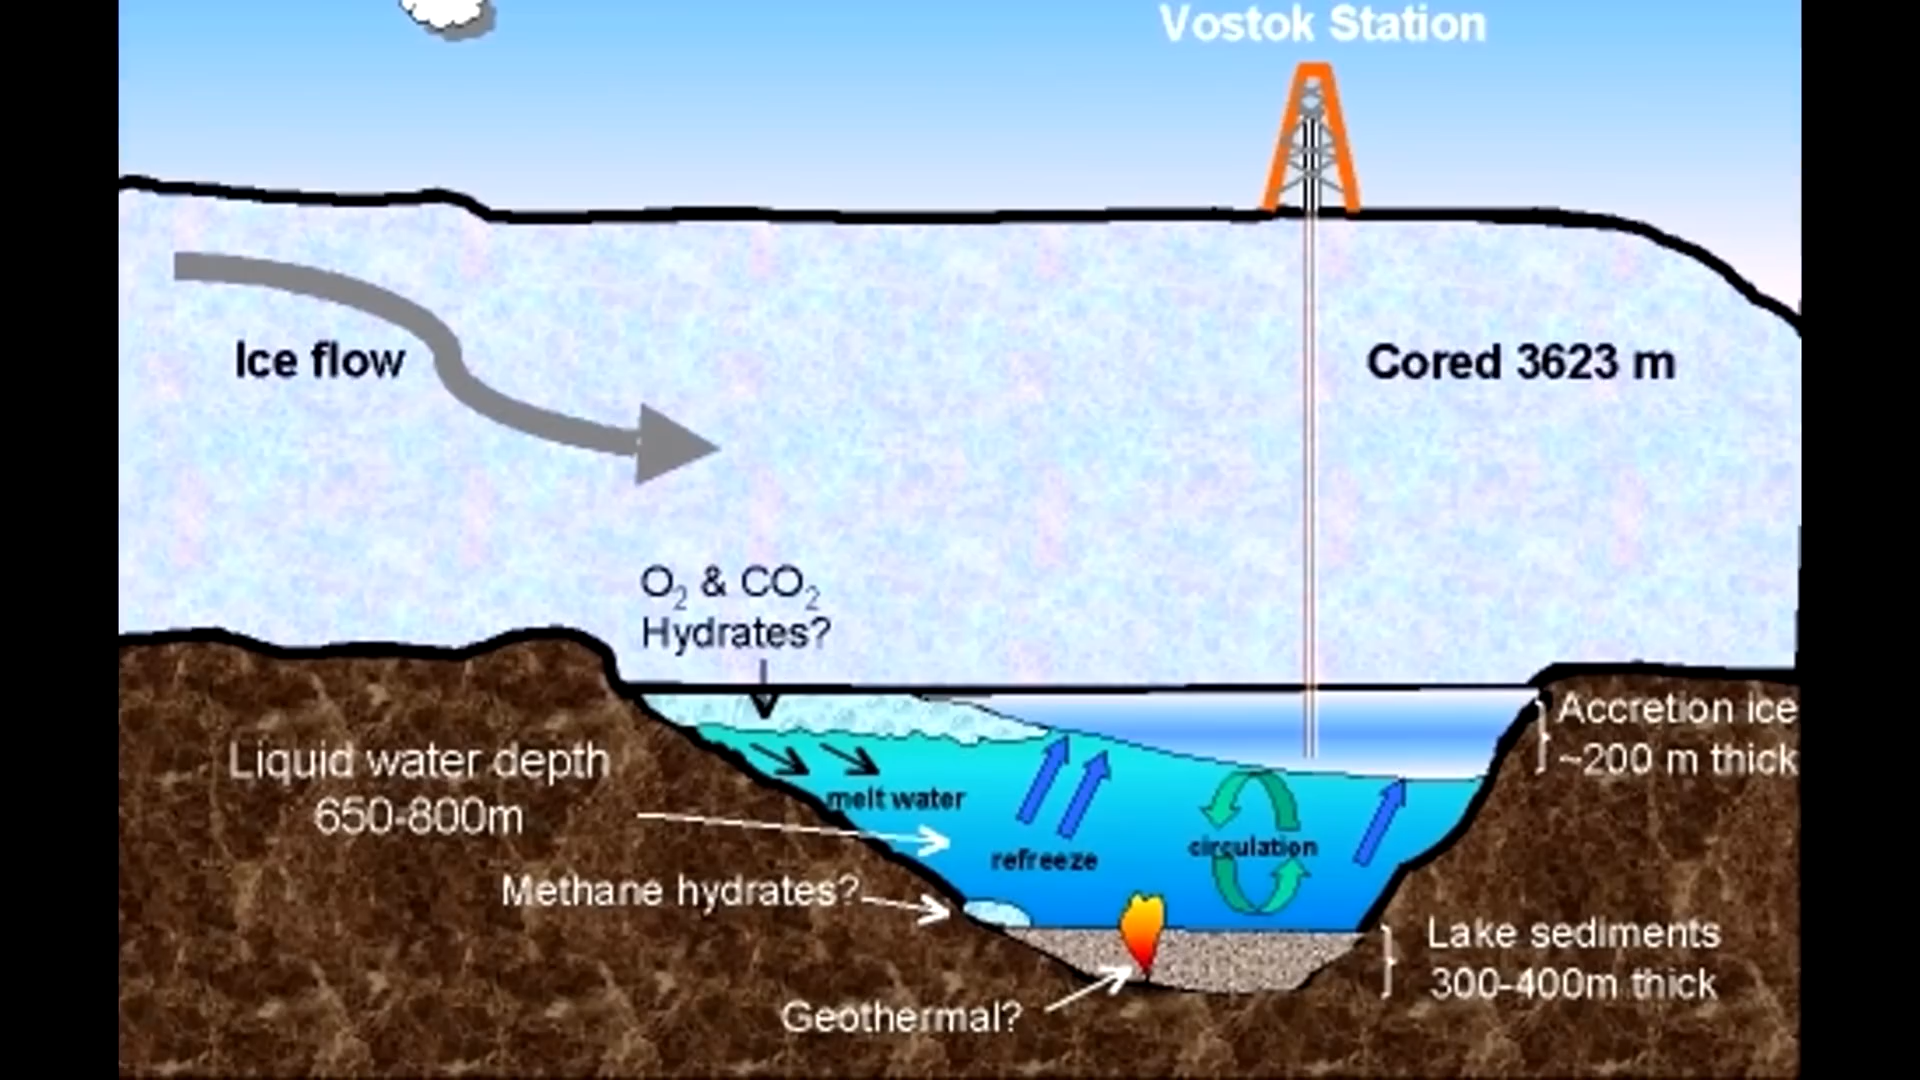 Vostok Station
Ice flow
Cored 3623 m
O₂ & CO₂
Hydrates?
Accretion ice
~200 m thick
Liquid water depth
650-800m
melt water
refreeze
circulation
Methane hydrates?
Lake sediments
300-400m thick
Geothermal?